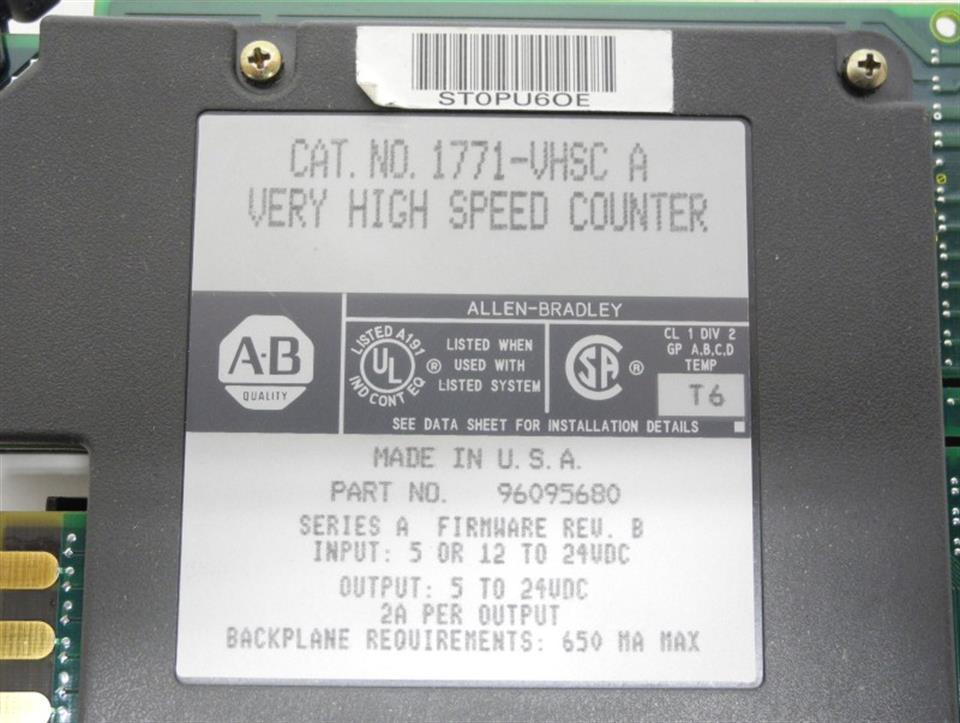 ST0PU6OE
CAT. NO. 1771-VHSC A
VERY HIGH SPEED COUNTER
ALLEN-BRADLEY
A·B
QUALITY
LISTED A191
UL
IND CONT EQ
®
LISTED WHEN
USED WITH
LISTED SYSTEM
CSA
®
CL 1 DIV 2
GP A,B,C,D
TEMP
T6
SEE DATA SHEET FOR INSTALLATION DETAILS
MADE IN U.S.A.
PART NO. 96095680
SERIES A FIRMWARE REV. B
INPUT: 5 OR 12 TO 24VDC
OUTPUT: 5 TO 24VDC
2A PER OUTPUT
BACKPLANE REQUIREMENTS: 650 MA MAX